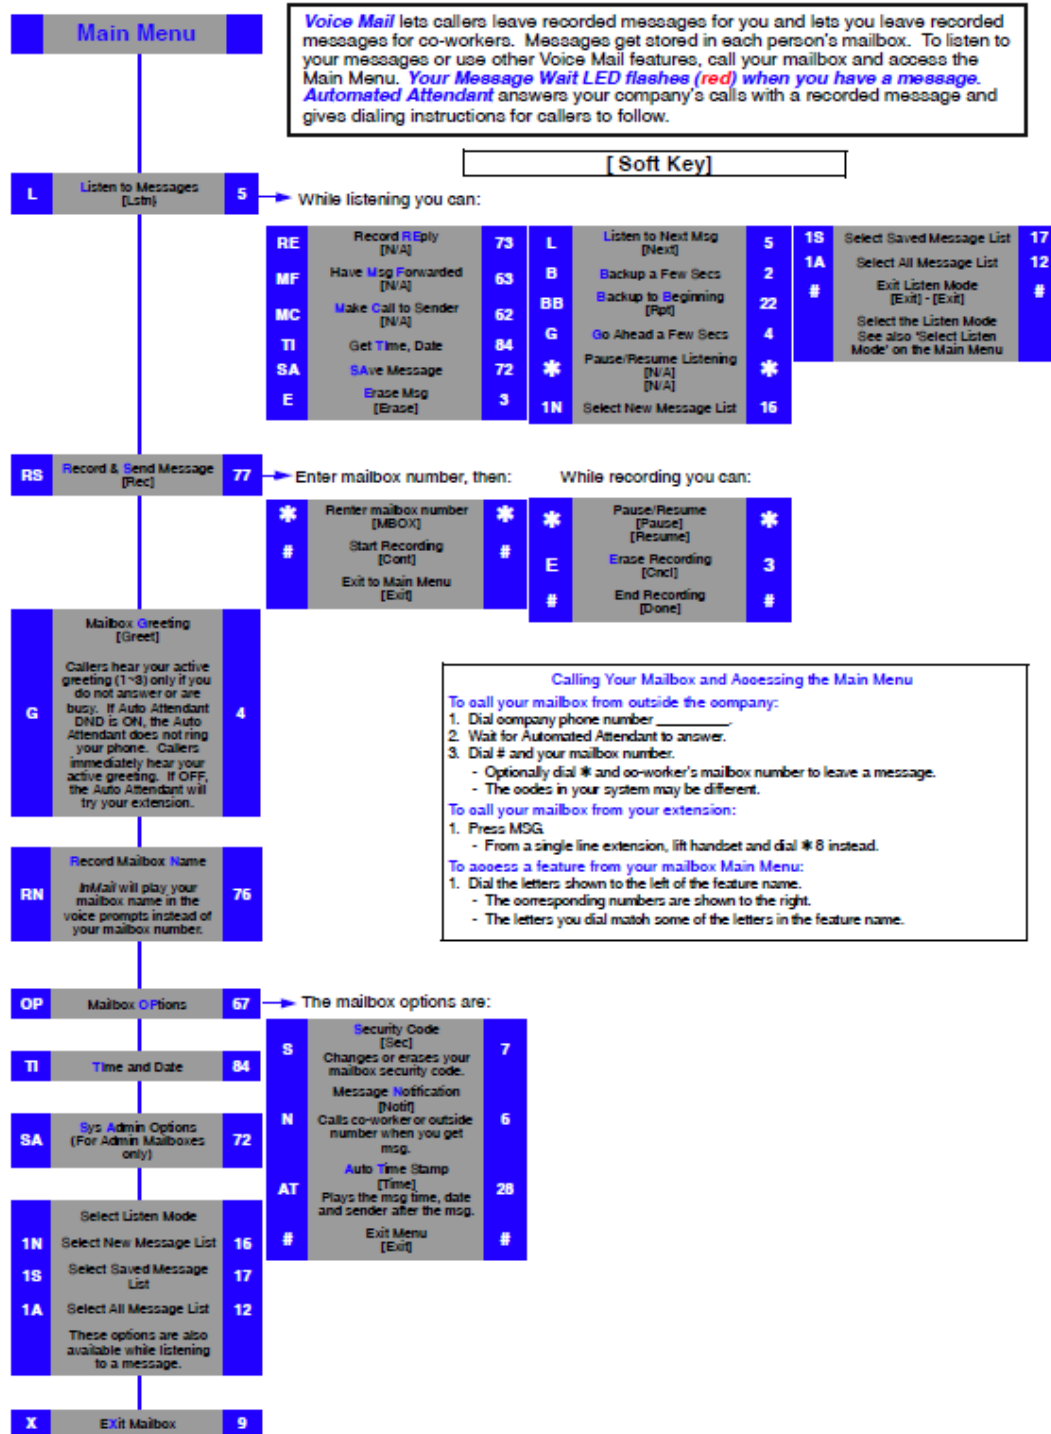 Main Menu
Voice Mail lets callers leave recorded messages for you and lets you leave recorded
messages for co-workers. Messages get stored in each person's mailbox. To listen to
your messages or use other Voice Mail features, call your mailbox and access the
Main Menu. Your Message Wait LED flashes (red) when you have a message.
Automated Attendant answers your company's calls with a recorded message and
gives dialing instructions for callers to follow.
[ Soft Key]
L Listen to Messages 5
[Lstn}
While listening you can:
RE Record REply 73
[N/A]
MF Have Msg Forwarded 63
[N/A]
MC Make Call to Sender 62
[N/A]
TI Get TIme, Date 84
SA SAve Message 72
E Erase Msg 3
[Erase]
L Listen to Next Msg 5
[Next]
B Backup a Few Secs 2
BB Backup to Beginning 22
[Rpt]
G Go Ahead a Few Secs 4
* Pause/Resume Listening *
[N/A]
[N/A]
1N Select New Message List 16
1S Select Saved Message List 17
1A Select All Message List 12
# Exit Listen Mode #
[Exit] - [Exit]
Select the Listen Mode
See also 'Select Listen
Mode' on the Main Menu
RS Record & Send Message 77
[Rec]
Enter mailbox number, then:
* Renter mailbox number *
[MBOX]
# Start Recording #
[Cont]
Exit to Main Menu
[Exit]
While recording you can:
* Pause/Resume *
[Pause]
[Resume]
E Erase Recording 3
[Cncl]
# End Recording #
[Done]
Mailbox Greeting
[Greet]
Callers hear your active
greeting (1~3) only if you
do not answer or are
busy. If Auto Attendant
DND is ON, the Auto
G Attendant does not ring 4
your phone. Callers
immediately hear your
active greeting. If OFF,
the Auto Attendant will
try your extension.
Calling Your Mailbox and Accessing the Main Menu
To call your mailbox from outside the company:
1. Dial company phone number _________.
2. Wait for Automated Attendant to answer.
3. Dial # and your mailbox number.
- Optionally dial * and co-worker's mailbox number to leave a message.
- The codes in your system may be different.
To call your mailbox from your extension:
1. Press MSG.
- From a single line extension, lift handset and dial * 8 instead.
To access a feature from your mailbox Main Menu:
1. Dial the letters shown to the left of the feature name.
- The corresponding numbers are shown to the right.
- The letters you dial match some of the letters in the feature name.
Record Mailbox Name
RN InMail will play your 76
mailbox name in the
voice prompts instead of
your mailbox number.
OP Mailbox OPtions 67
The mailbox options are:
S Security Code 7
[Sec]
Changes or erases your
mailbox security code.
Message Notification
[Notif]
N Calls co-worker or outside 6
number when you get
msg.
Auto Time Stamp
[Time]
AT Plays the msg time, date 28
and sender after the msg.
# Exit Menu #
[Exit]
TI TIme and Date 84
SA Sys Admin Options 72
(For Admin Mailboxes
only)
Select Listen Mode
1N Select New Message List 16
1S Select Saved Message 17
List
1A Select All Message List 12
These options are also
available while listening
to a message.
X EXit Mailbox 9